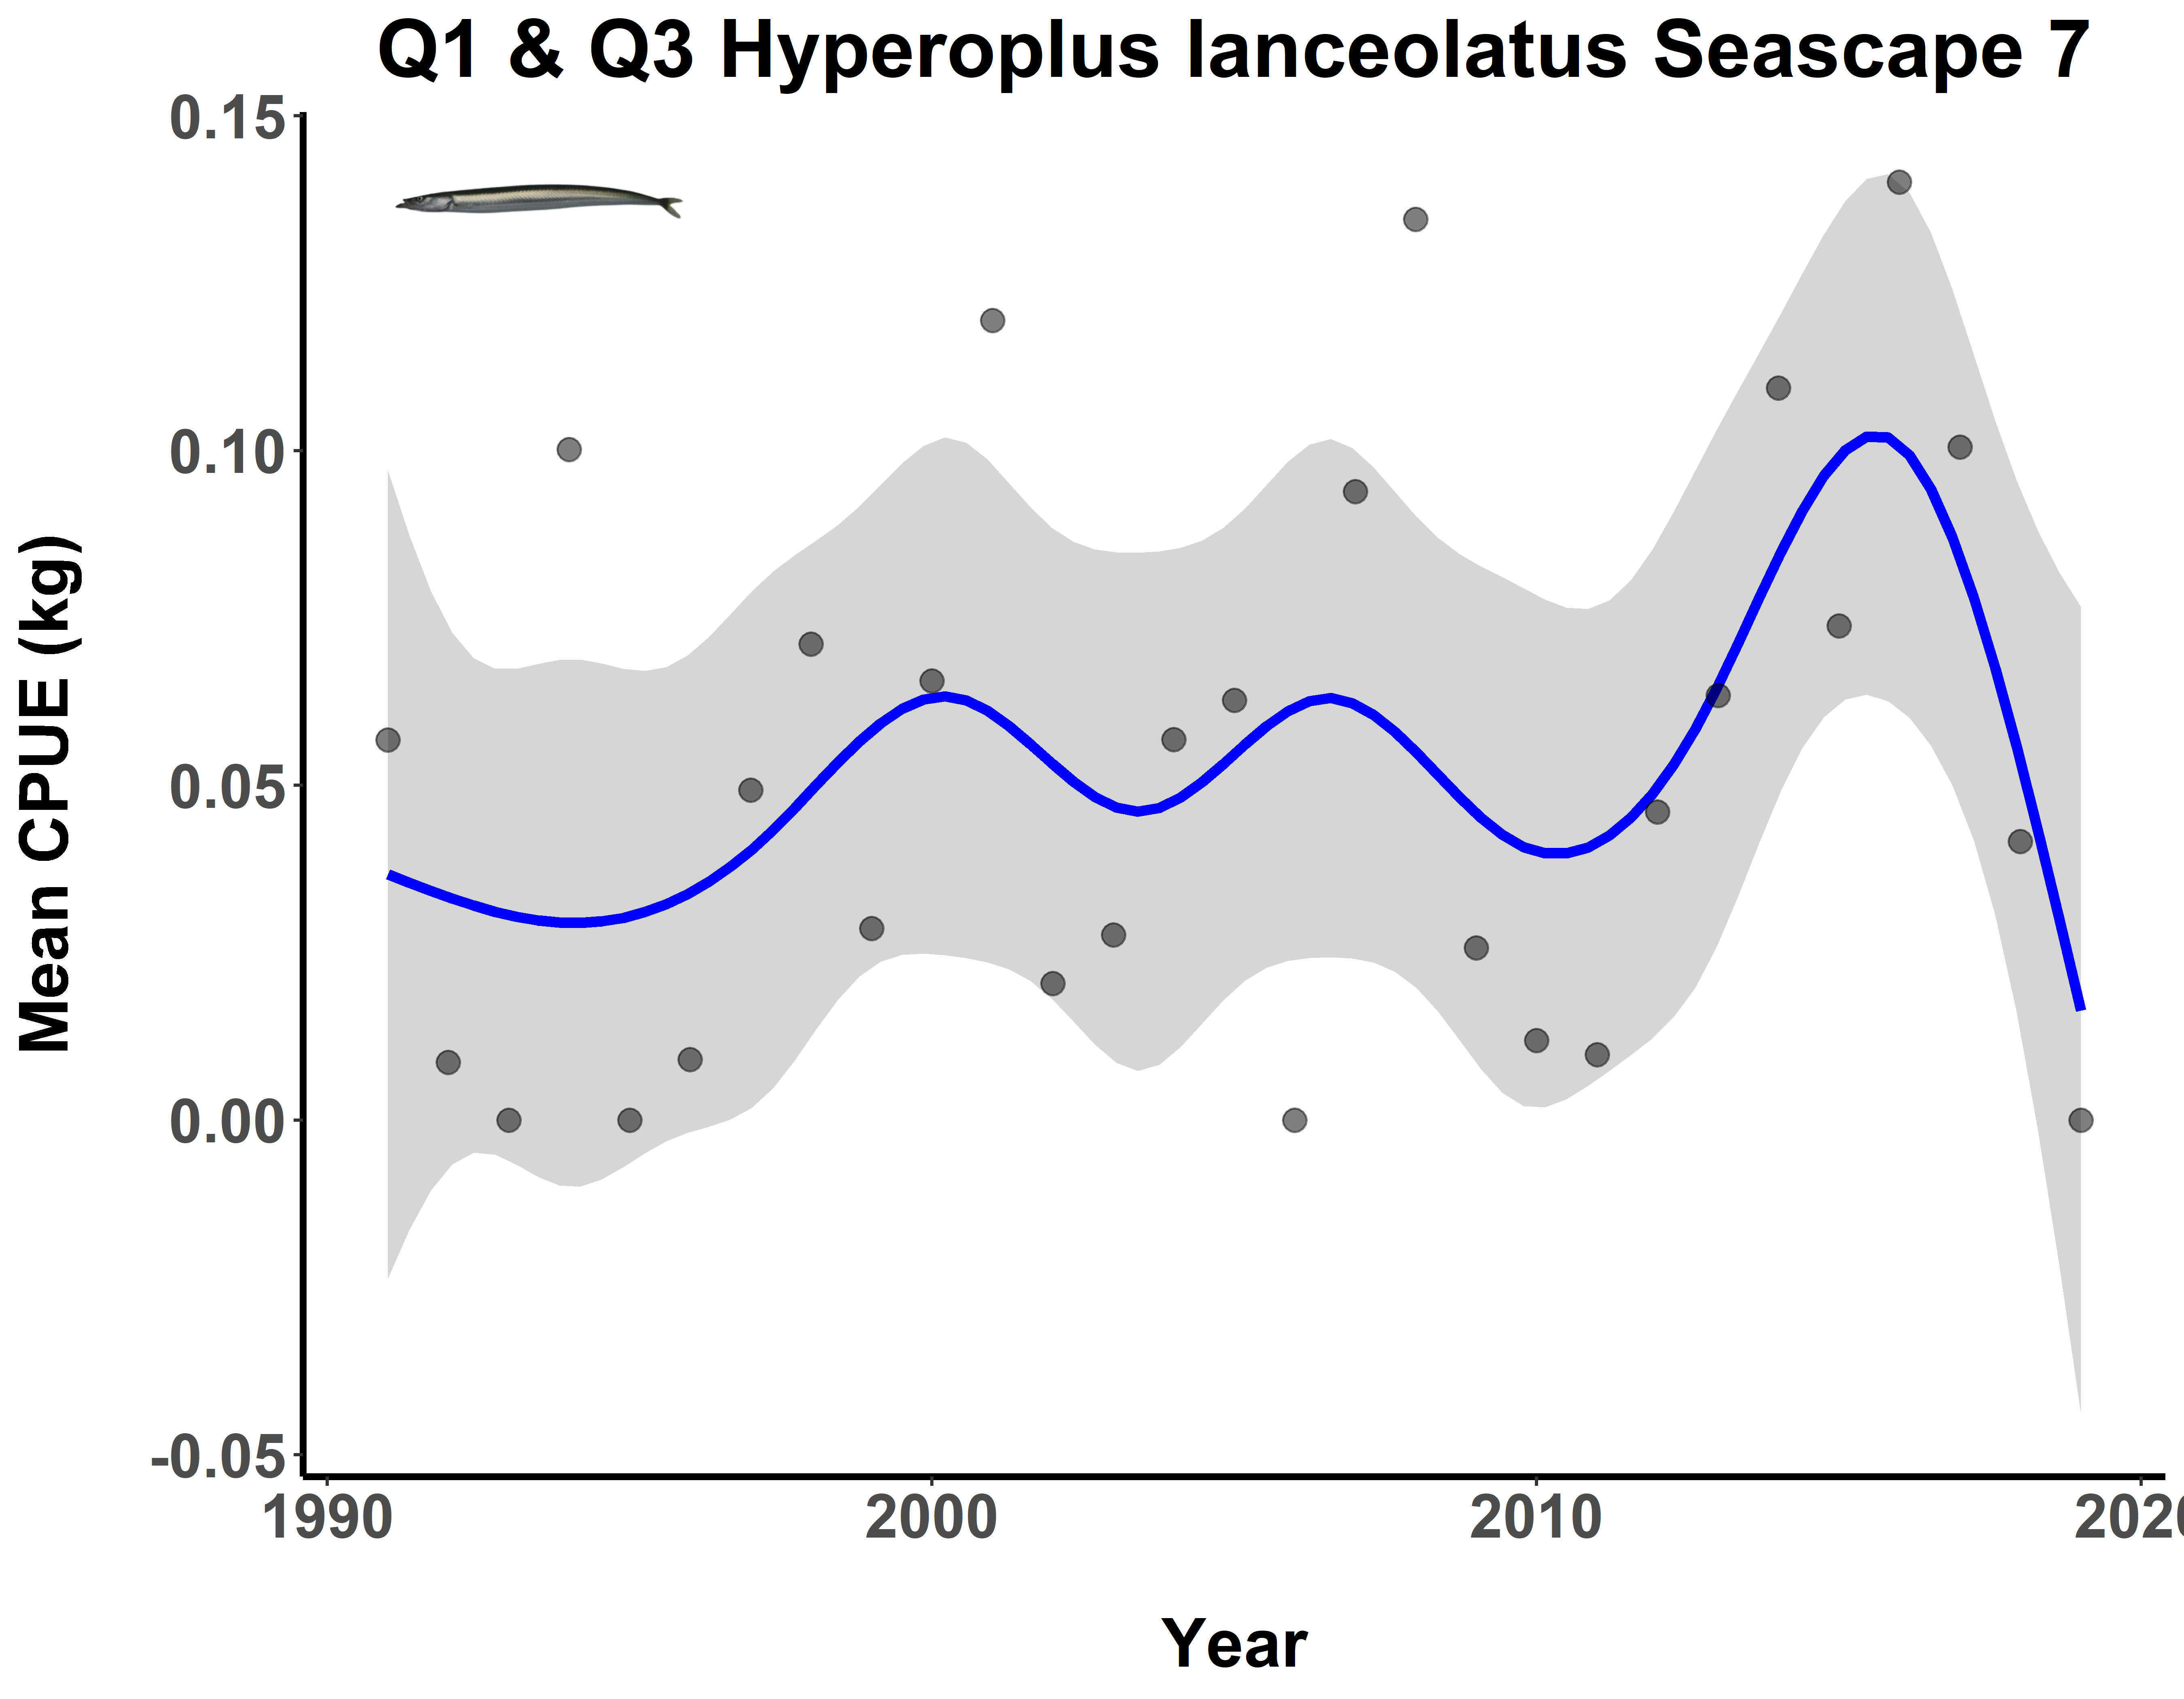 Q1 & Q3 Hyperoplus lanceolatus Seascape 7
0.15
0.10
0.05
0.00
-0.05
Mean CPUE (kg)
1990 2000 2010 202
Year